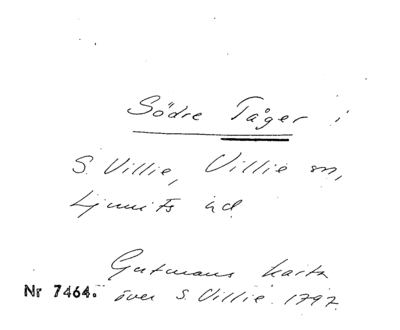 Södre Tåger i
S. Villie, Villie sn,
Ljunits hd.
Gutmans karta
Nr 7464. över S. Villie. 1797.